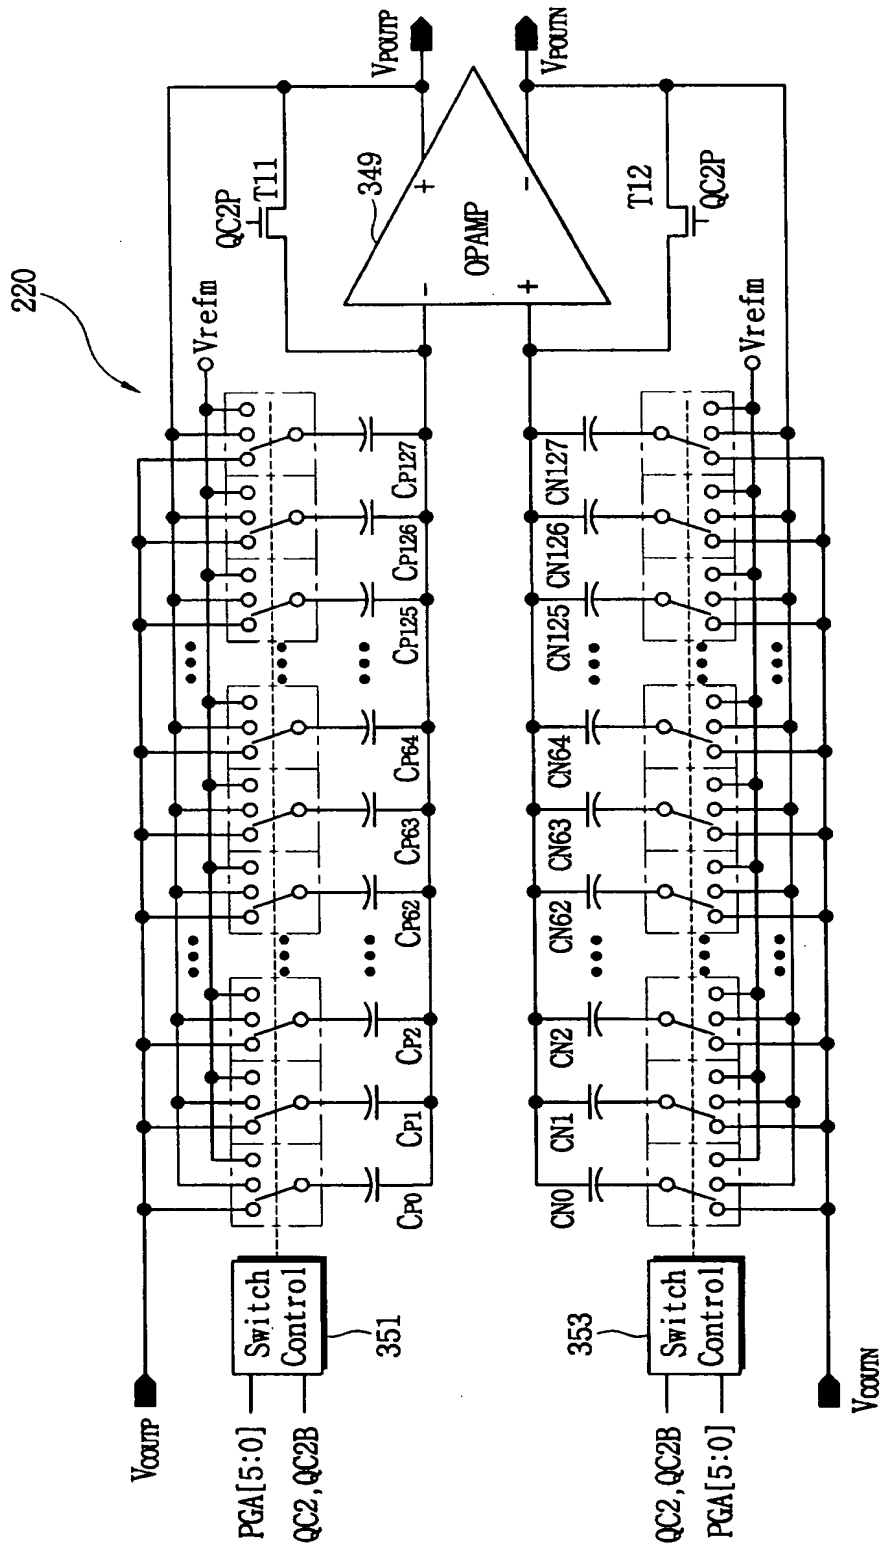 220
VCOUTP
PGA[5:0]
QC2,QC2B
Switch
Control
351
Vrefm
CP0
CP1
CP2
CP62
CP63
CP64
CP125
CP126
CP127
QC2P
T11
349
VPOUTP
- +
OPAMP
+ -
VPOUTN
T12
QC2P
CN0
CN1
CN2
CN62
CN63
CN64
CN125
CN126
CN127
Vrefm
353
Switch
Control
QC2,QC2B
PGA[5:0]
VCOUTN